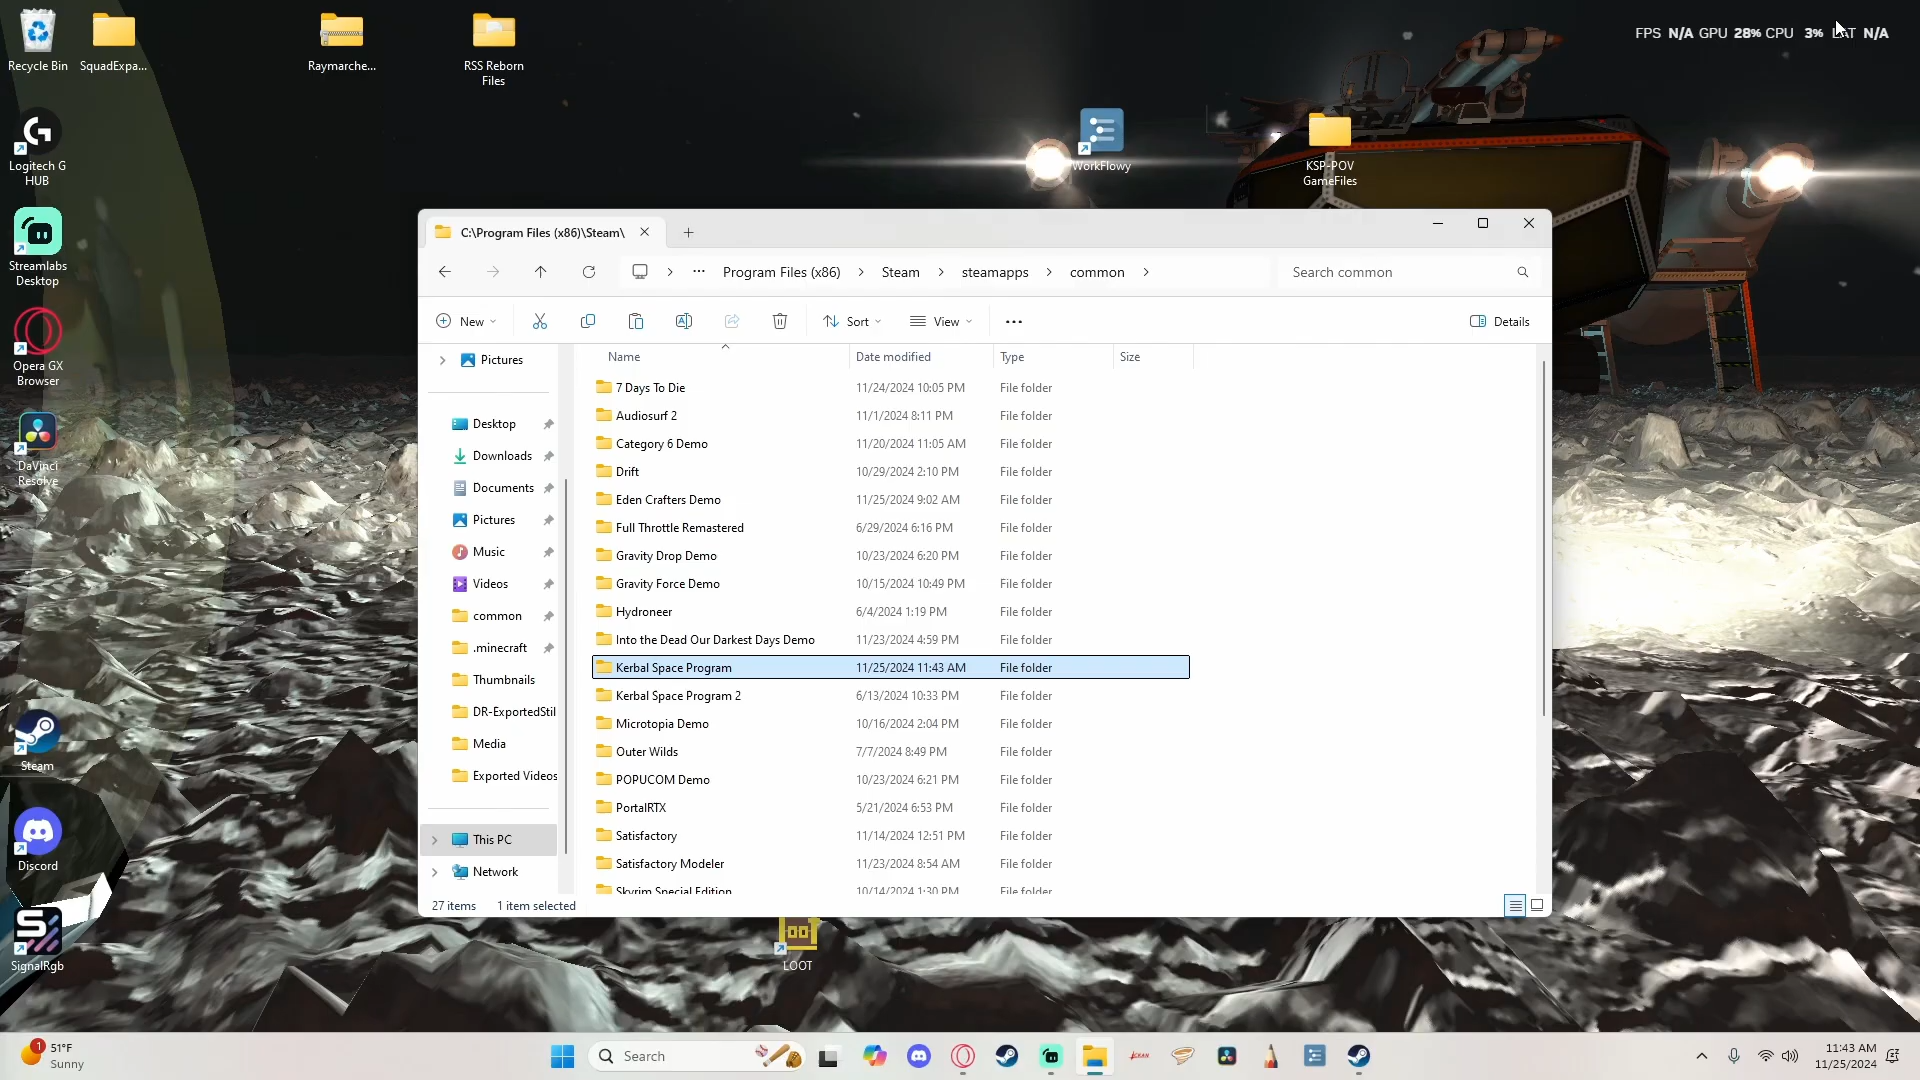 FPS N/A GPU 28% CPU 3% LAT N/A
Recycle Bin
SquadExpa...
Raymarche...
RSS Reborn
Files
Logitech G
HUB
WorkFlowy
KSP-POV
GameFiles
Streamlabs
Desktop
Opera GX
Browser
DaVinci
Resolve
Steam
Discord
SignalRgb
LOOT
C:\Program Files (x86)\Steam\
Program Files (x86) > Steam > steamapps > common >
Search common
New
Sort
View
Details
Pictures
Desktop
Downloads
Documents
Pictures
Music
Videos
common
.minecraft
Thumbnails
DR-ExportedStil
Media
Exported Videos
This PC
Network
Name Date modified Type Size
7 Days To Die 11/24/2024 10:05 PM File folder
Audiosurf 2 11/1/2024 8:11 PM File folder
Category 6 Demo 11/20/2024 11:05 AM File folder
Drift 10/29/2024 2:10 PM File folder
Eden Crafters Demo 11/25/2024 9:02 AM File folder
Full Throttle Remastered 6/29/2024 6:16 PM File folder
Gravity Drop Demo 10/23/2024 6:20 PM File folder
Gravity Force Demo 10/15/2024 10:49 PM File folder
Hydroneer 6/4/2024 1:19 PM File folder
Into the Dead Our Darkest Days Demo 11/23/2024 4:59 PM File folder
Kerbal Space Program 11/25/2024 11:43 AM File folder
Kerbal Space Program 2 6/13/2024 10:33 PM File folder
Microtopia Demo 10/16/2024 2:04 PM File folder
Outer Wilds 7/7/2024 8:49 PM File folder
POPUCOM Demo 10/23/2024 6:21 PM File folder
PortalRTX 5/21/2024 6:53 PM File folder
Satisfactory 11/14/2024 12:51 PM File folder
Satisfactory Modeler 11/23/2024 8:54 AM File folder
Skyrim Special Edition 10/14/2024 1:30 PM File folder
27 items 1 item selected
1
51°F
Sunny
Search
CKAN
11:43 AM
11/25/2024